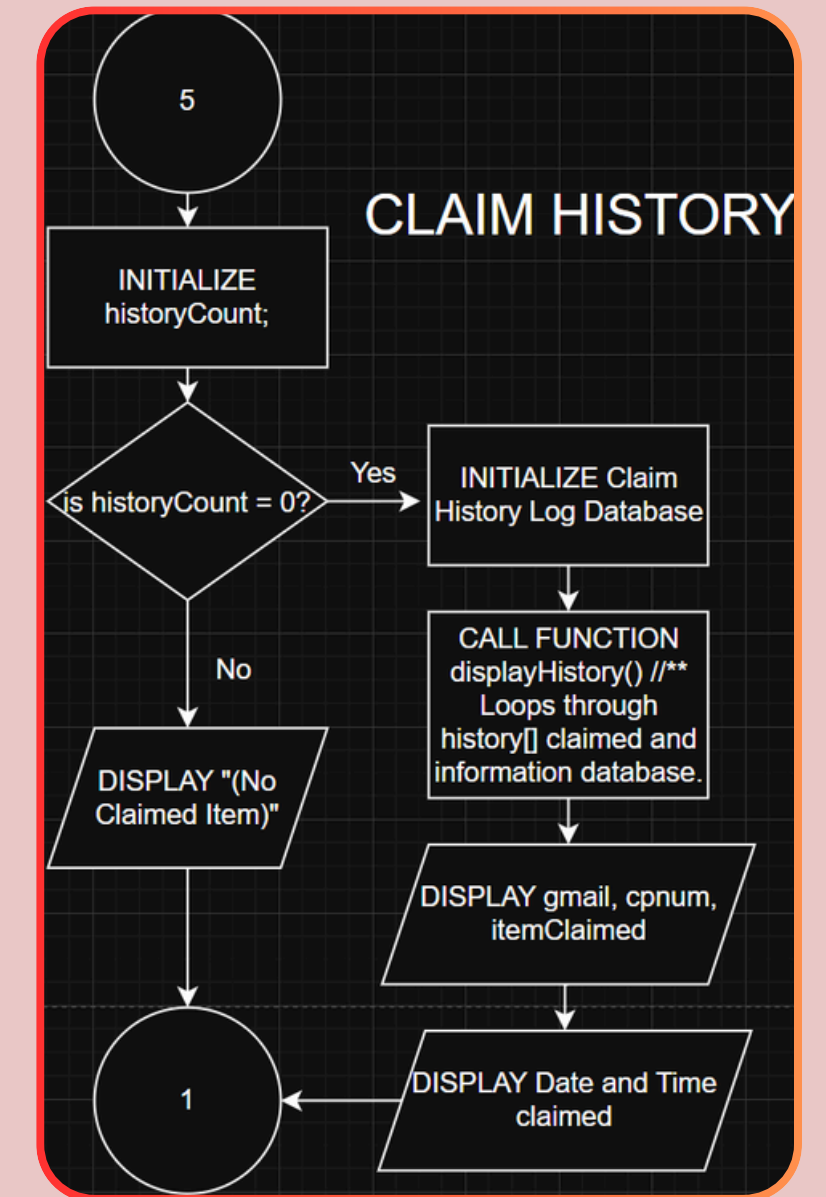 5
CLAIM HISTORY
INITIALIZE
historyCount;
is historyCount = 0?
Yes
INITIALIZE Claim
History Log Database
CALL FUNCTION
displayHistory() //**
Loops through
history[] claimed and
information database.
No
DISPLAY "(No
Claimed Item)"
DISPLAY gmail, cpnum,
itemClaimed
DISPLAY Date and Time
claimed
1